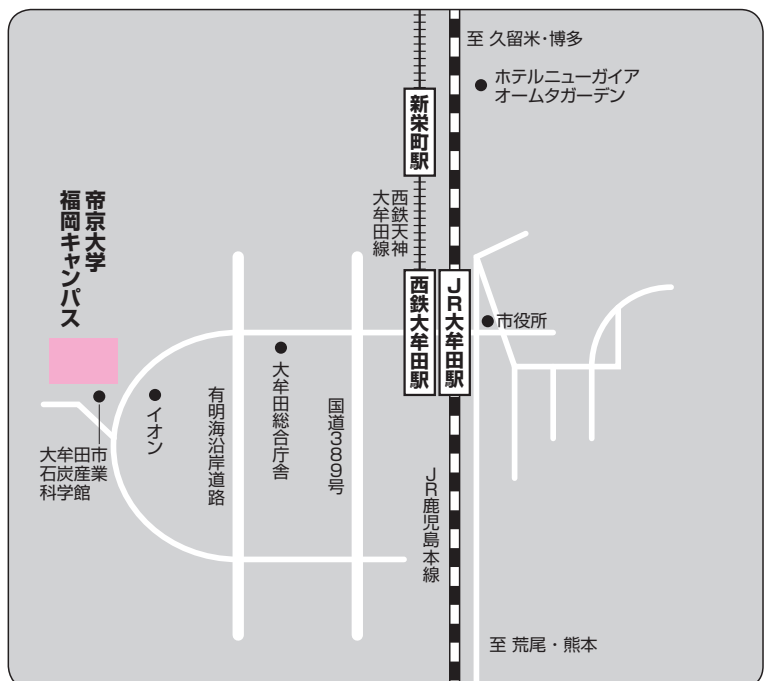 至 久留米・博多
ホテルニューガイア
オームタガーデン
新栄町駅
西鉄天神
大牟田線
帝京大学
福岡キャンパス
西鉄大牟田駅
JR大牟田駅
市役所
大牟田総合庁舎
イオン
有明海沿岸道路
国道389号
大牟田市
石炭産業
科学館
JR鹿児島本線
至 荒尾・熊本